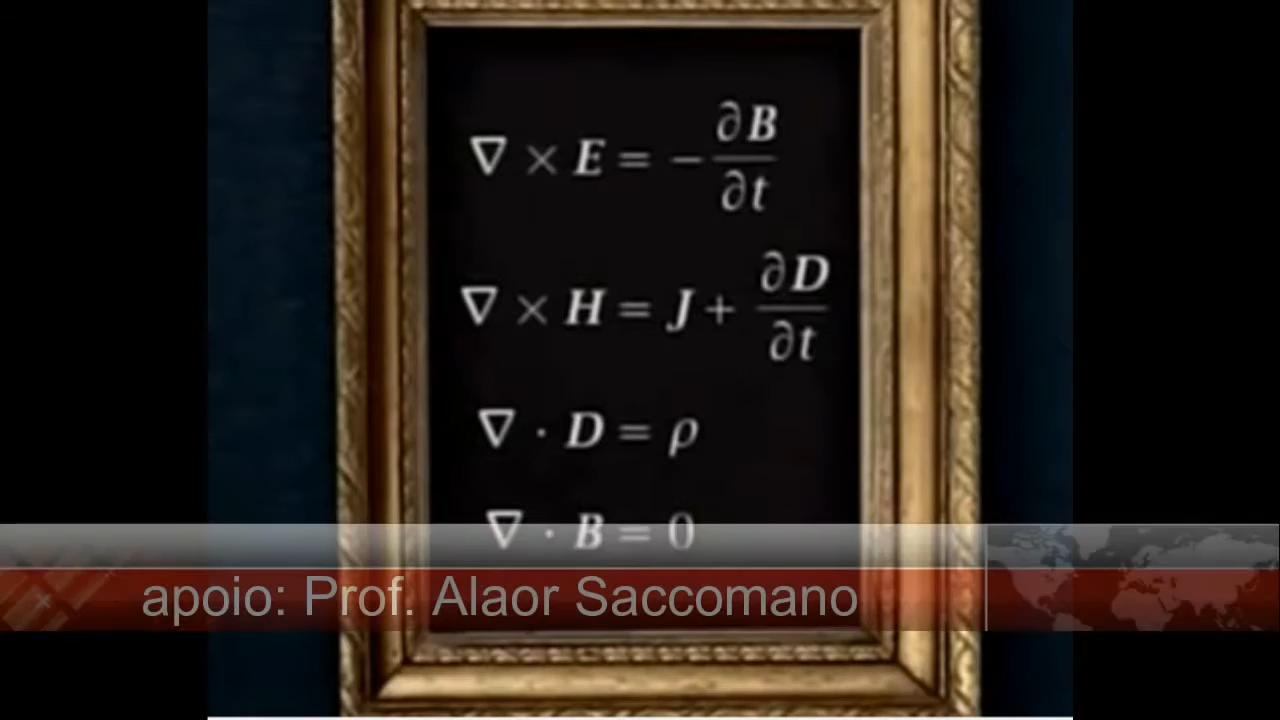 ∇ × E = − ∂B/∂t
∇ × H = J + ∂D/∂t
∇ · D = ρ
∇ · B = 0
apoio: Prof. Alaor Saccomano